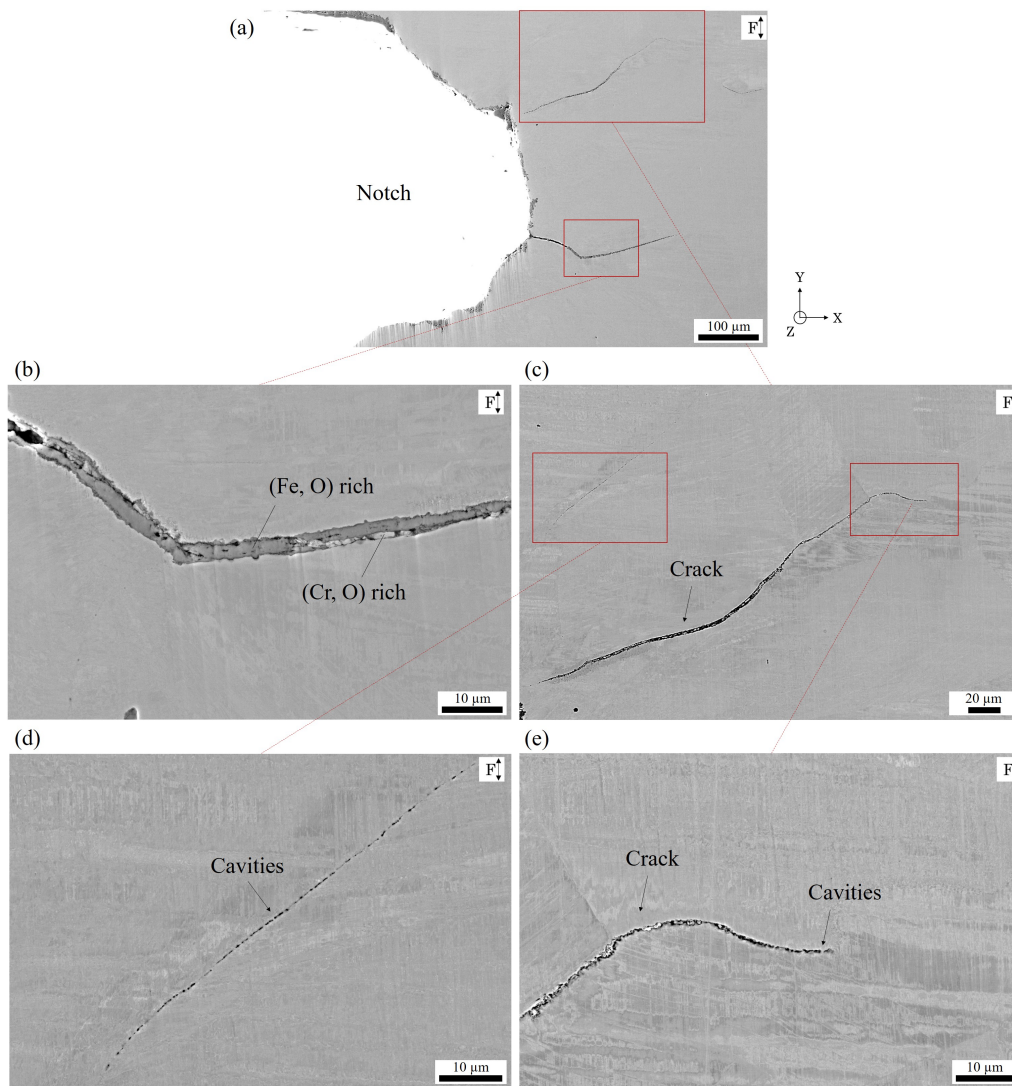 (a)
F
Notch
100 µm
Y
Z
X
(b)
F
(Fe, O) rich
(Cr, O) rich
10 µm
(c)
F
Crack
20 µm
(d)
F
Cavities
10 µm
(e)
F
Crack
Cavities
10 µm